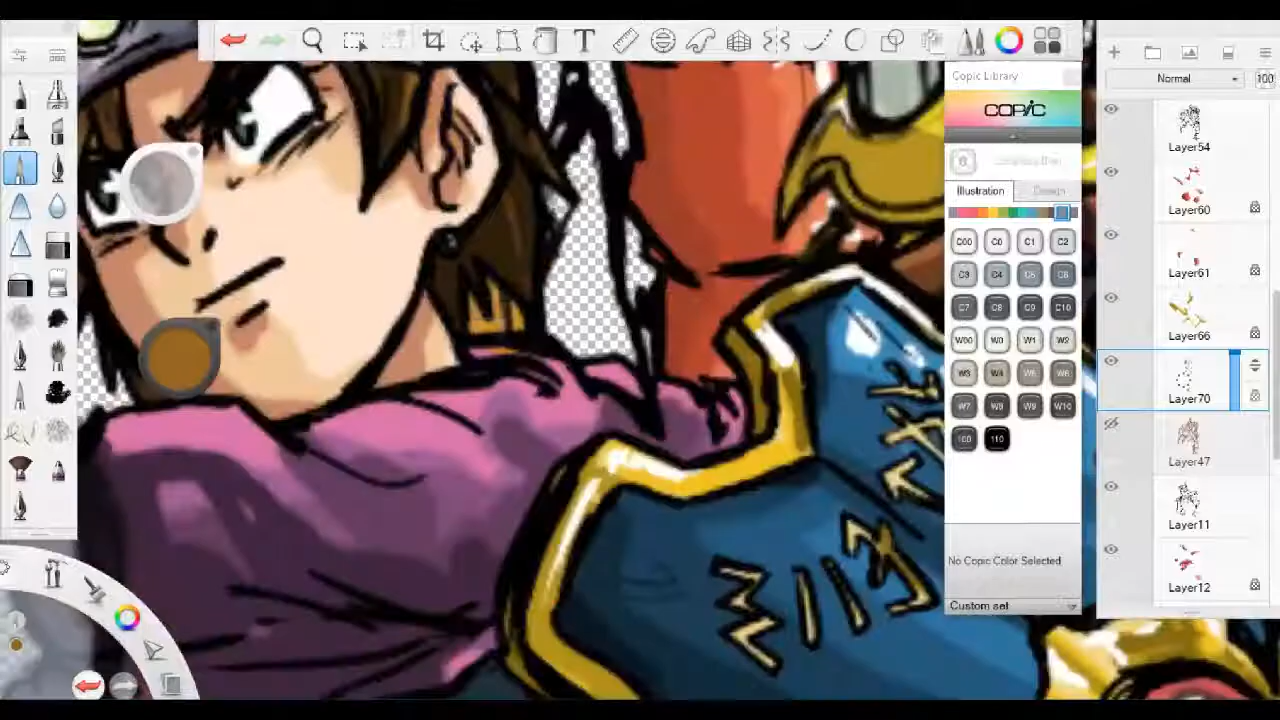 Normal
100
Copic Library
COPIC
Illustration
Design
C00 C0 C1 C2
C3 C4 C5 C6
C7 C8 C9 C10
W00 W0 W1 W2
W3 W4 W5 W6
W7 W8 W9 W10
100 110
No Copic Color Selected
Custom set
Layer54
Layer60
Layer61
Layer66
Layer70
Layer47
Layer11
Layer12